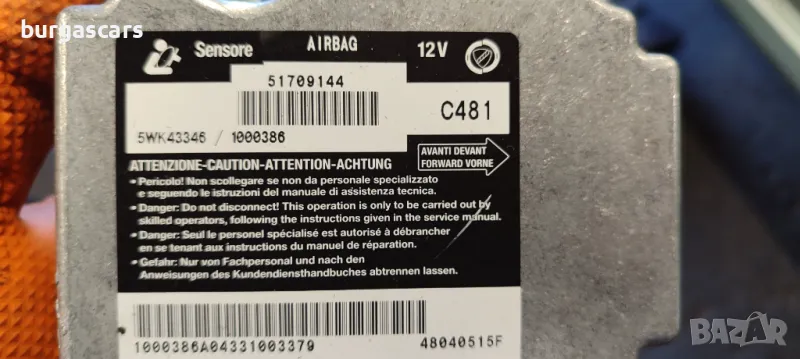 burgascars
Sensore AIRBAG 12V
51709144
C481
5WK43346 / 1000386
AVANTI DEVANT
FORWARD VORNE
ATTENZIONE-CAUTION-ATTENTION-ACHTUNG
• Pericolo! Non scollegare se non da personale specializzato
e seguendo le istruzioni del manuale di assistenza tecnica.
• Danger: Do not disconnect! This operation is only to be carried out by
skilled operators, following the instructions given in the service manual.
• Danger: Seul le personel spécialisé est autorisé à débrancher
en se tenant aux instructions du manuel de réparation.
• Gefahr: Nur von Fachpersonal und nach den
Anweisungen des Kundendiensthandbuches abtrennen lassen.
1000386A04331003379 48040515F
BAZAR